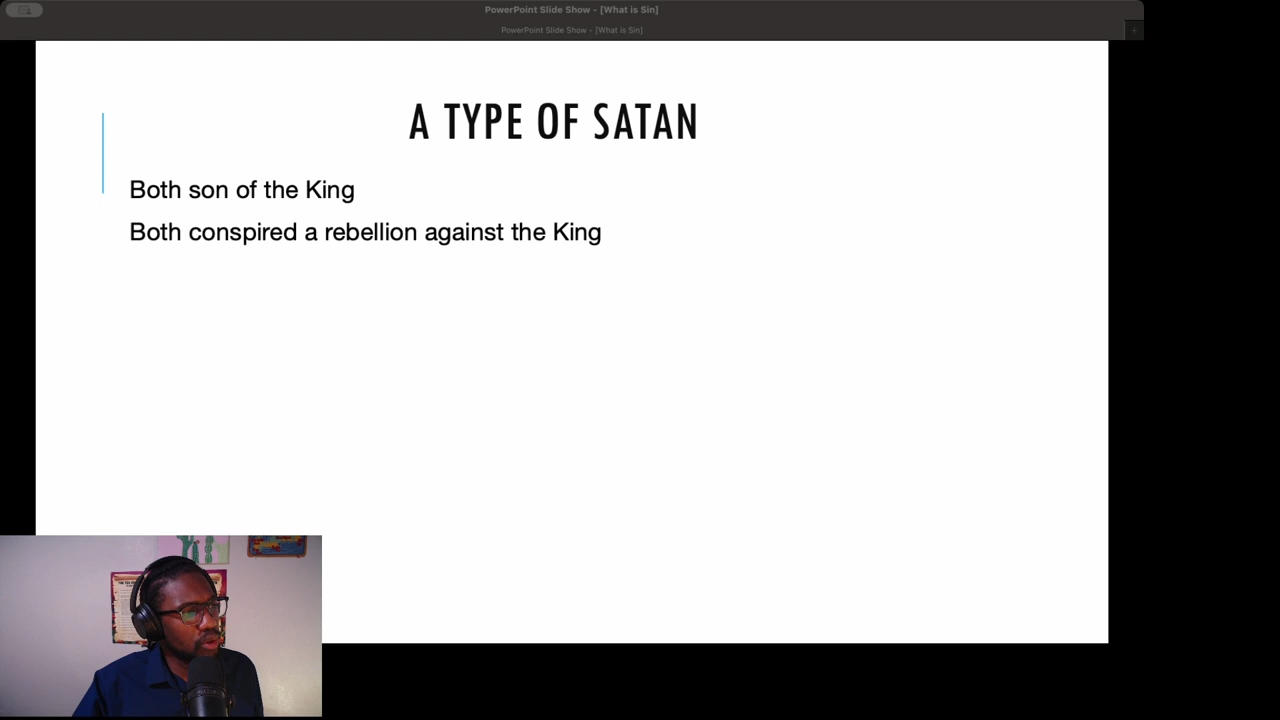 PowerPoint Slide Show - [What is Sin]
PowerPoint Slide Show - [What is Sin]
A TYPE OF SATAN
Both son of the King
Both conspired a rebellion against the King